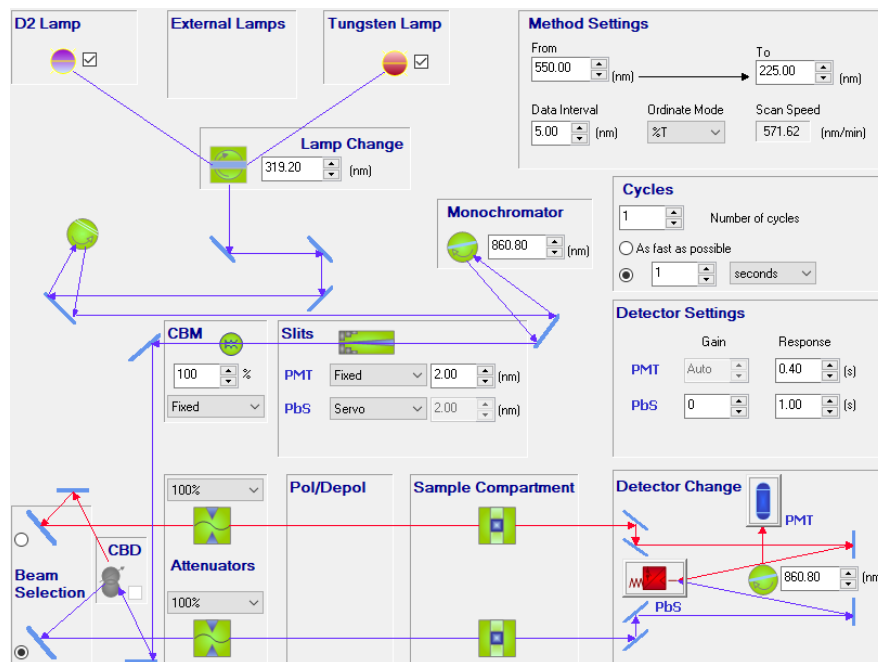 D2 Lamp
External Lamps
Tungsten Lamp
Method Settings
From
To
550.00
(nm)
225.00
(nm)
Data Interval
Ordinate Mode
Scan Speed
5.00
(nm)
%T
571.62
(nm/min)
Lamp Change
319.20
(nm)
Cycles
1
Number of cycles
As fast as possible
1
seconds
Monochromator
860.80
(nm)
Detector Settings
Gain
Response
PMT
Auto
0.40
(s)
PbS
0
1.00
(s)
CBM
100
%
Fixed
Slits
PMT
Fixed
2.00
(nm)
PbS
Servo
2.00
(nm)
100%
Pol/Depol
Sample Compartment
Detector Change
PMT
CBD
Beam
Selection
Attenuators
100%
860.80
(nm
PbS